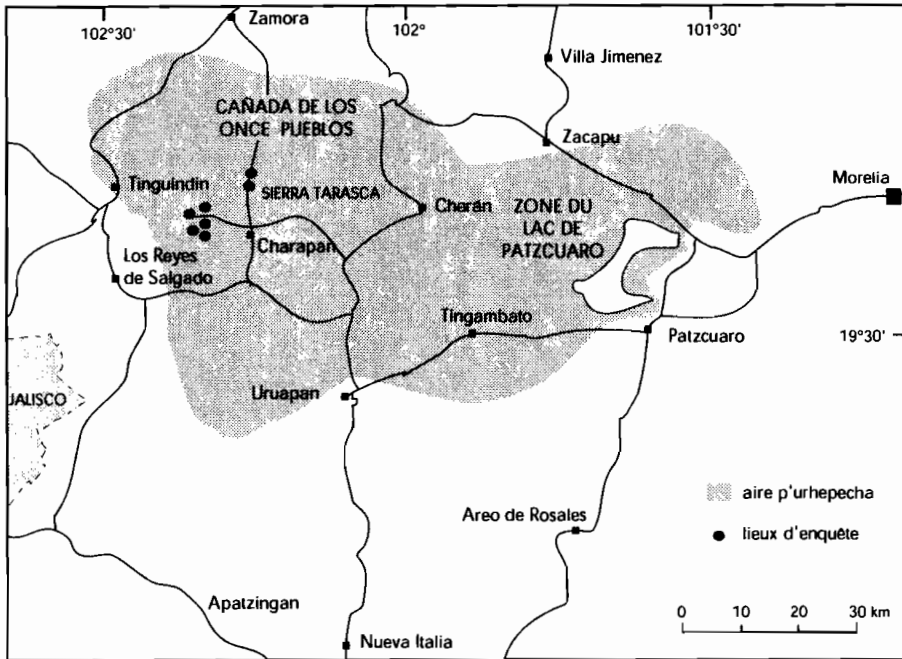 102°30'
102°
101°30'
Zamora
Villa Jimenez
CAÑADA DE LOS
ONCE PUEBLOS
Zacapu
Tinguindin
SIERRA TARASCA
Morelia
Cherán
ZONE DU
LAC DE
PATZCUARO
Charapan
Los Reyes
de Salgado
Tingambato
Patzcuaro
19°30'
Uruapan
JALISCO
aire p'urhepecha
Areo de Rosales
lieux d'enquête
Apatzingan
0 10 20 30 km
Nueva Italia